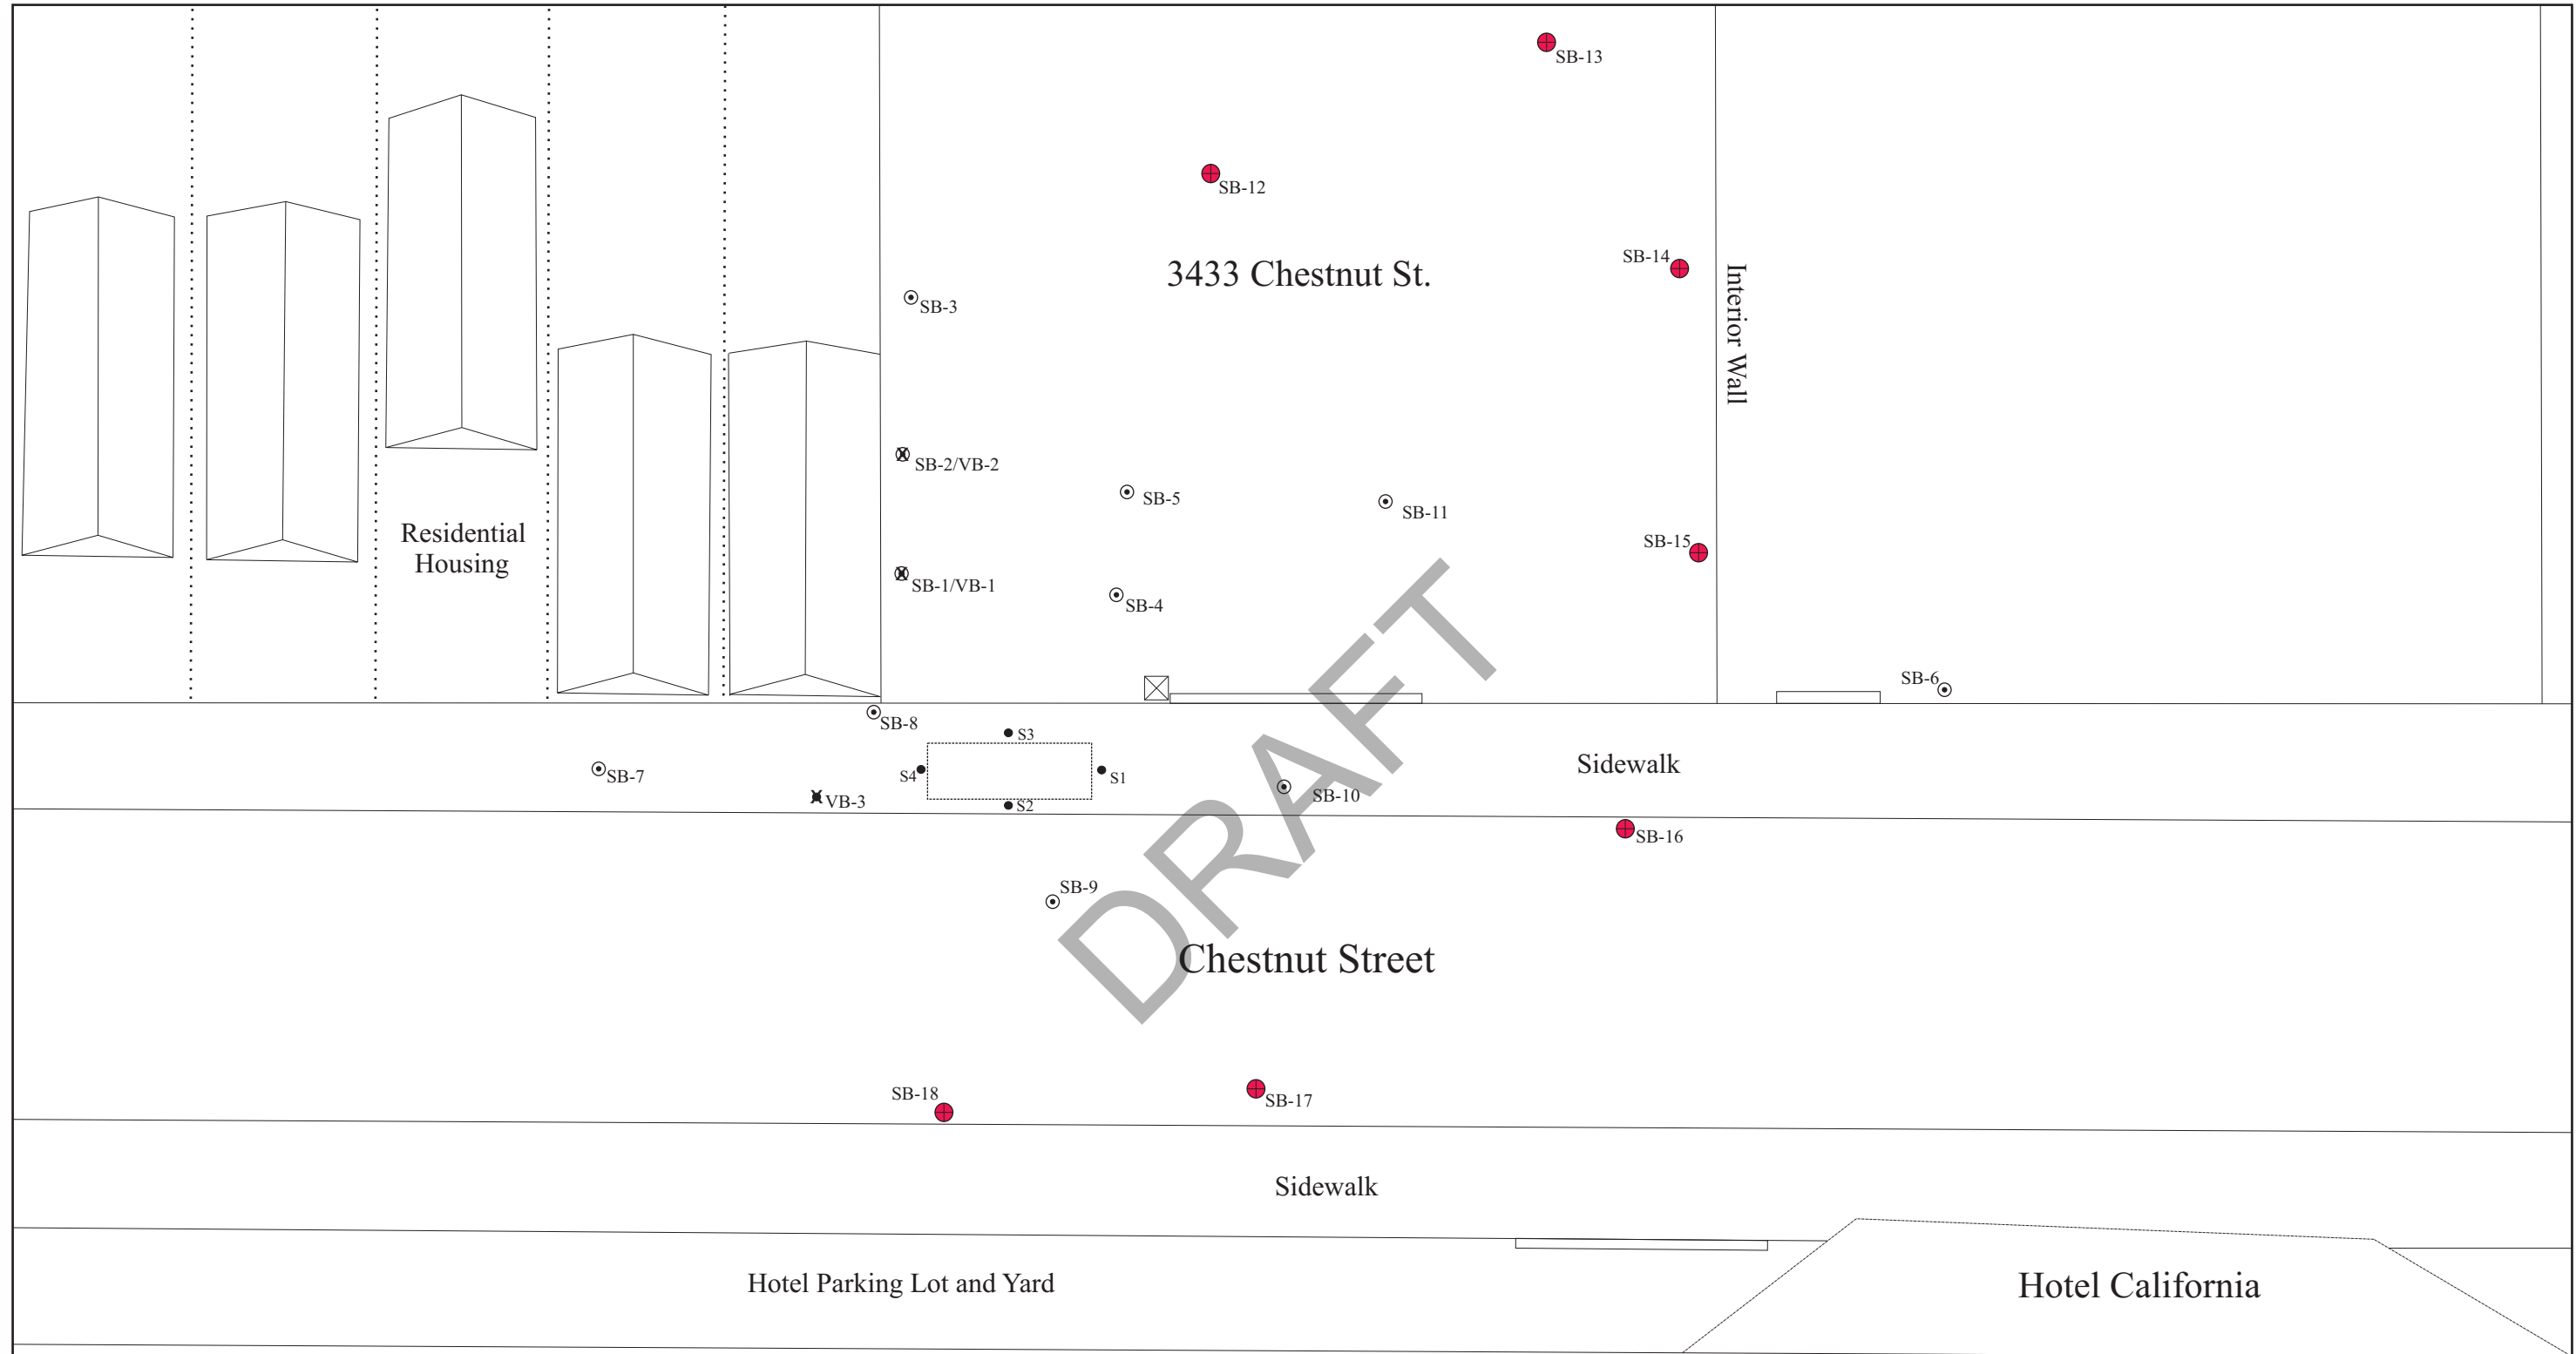 SB-13
SB-12
SB-14
3433 Chestnut St.
Interior Wall
SB-3
SB-2/VB-2
SB-5
SB-11
Residential
Housing
SB-15
SB-1/VB-1
SB-4
SB-6
SB-8
S3
S4
S1
Sidewalk
SB-7
VB-3
S2
SB-10
SB-16
SB-9
DRAFT
Chestnut Street
SB-18
SB-17
Sidewalk
Hotel Parking Lot and Yard
Hotel California